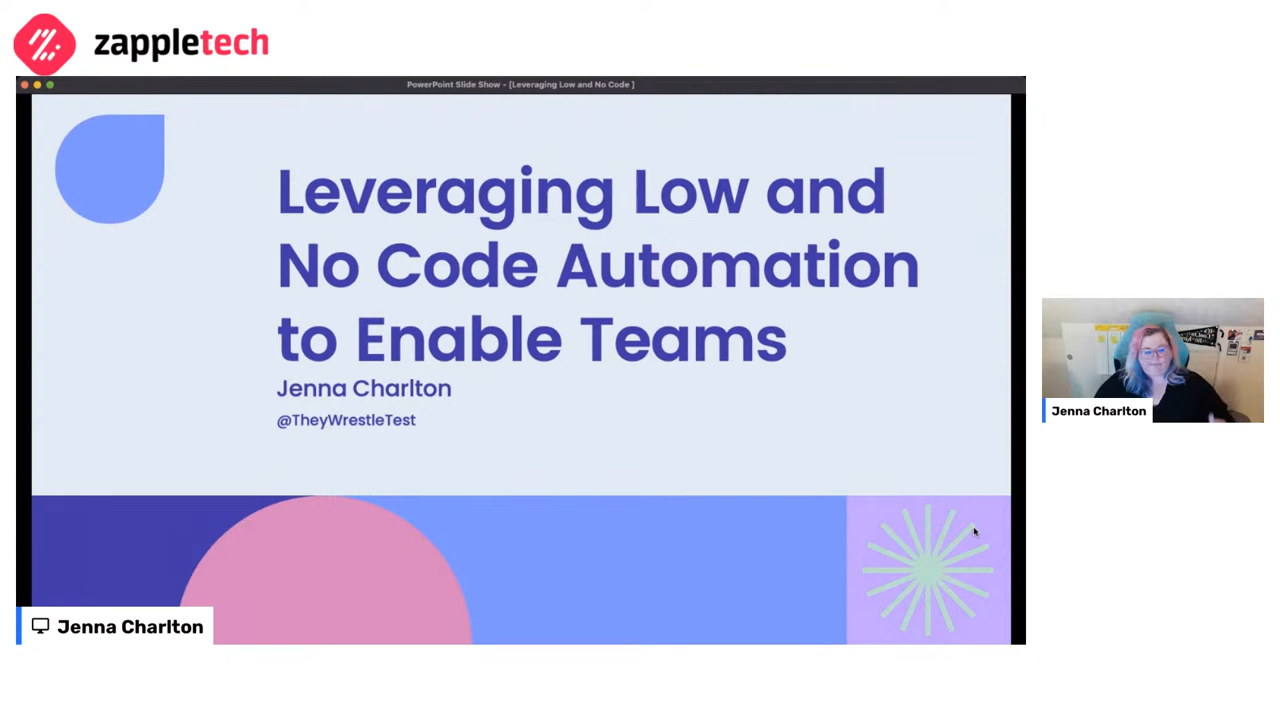 zappletech
PowerPoint Slide Show - [Leveraging Low and No Code ]
Leveraging Low and
No Code Automation
to Enable Teams
Jenna Charlton
@TheyWrestleTest
Jenna Charlton
Jenna Charlton